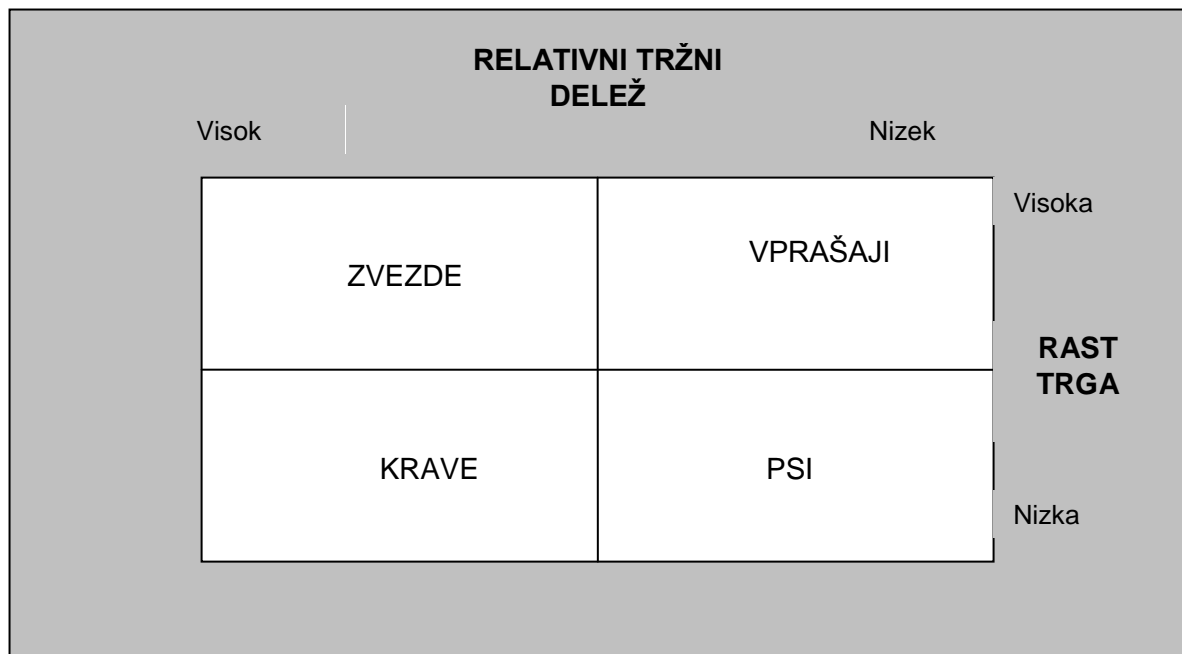 RELATIVNI TRŽNI
DELEŽ
Visok
Nizek
Visoka
ZVEZDE
VPRAŠAJI
RAST
TRGA
KRAVE
PSI
Nizka